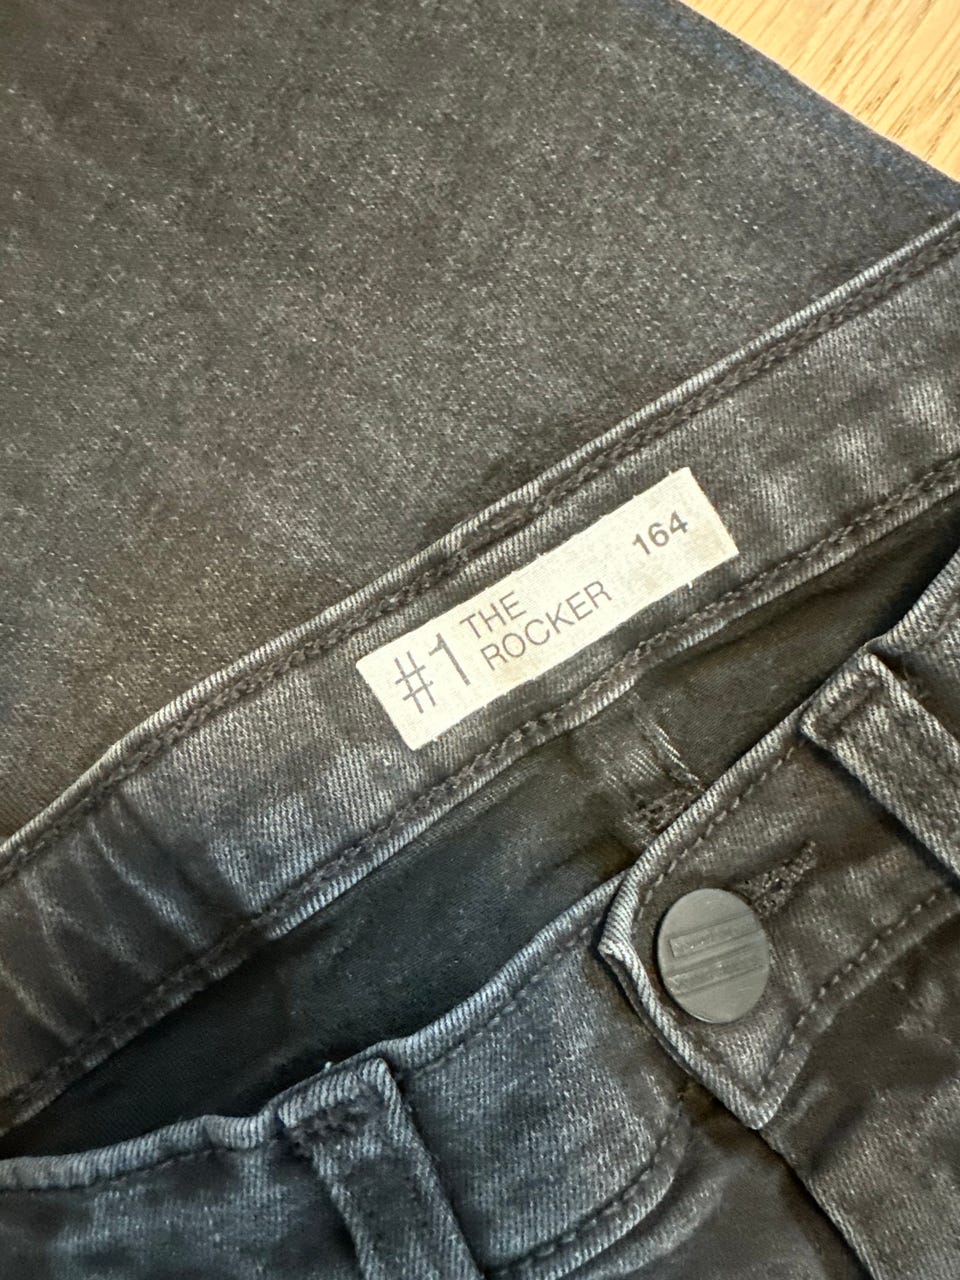 #1 THE
ROCKER
164